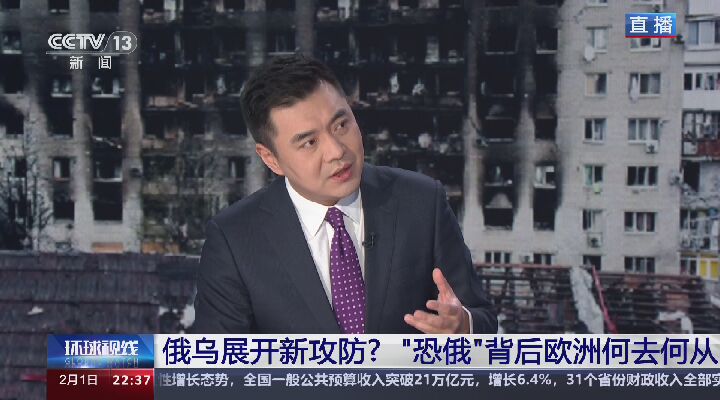 CCTV 13
新闻
直播
环球视线
GLOBAL WATCH
俄乌展开新攻防? "恐俄"背后欧洲何去何从
2月1日 22:37 性增长态势,全国一般公共预算收入突破21万亿元,增长6.4%,31个省份财政收入全部实